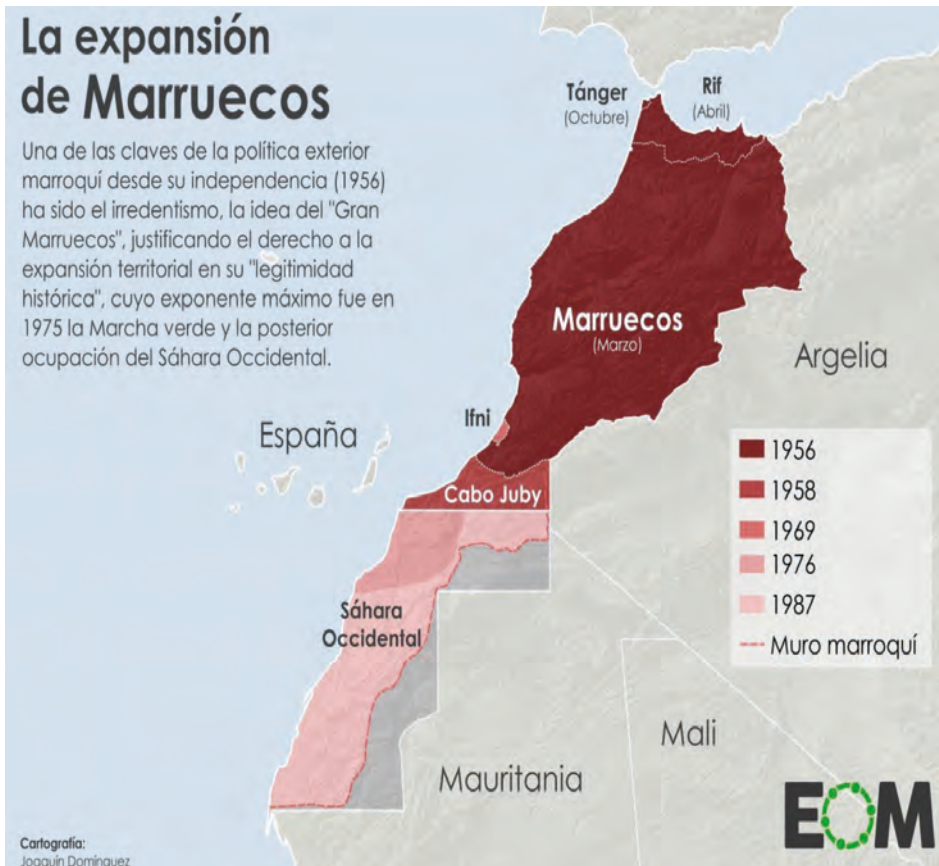 La expansión
de Marruecos
Una de las claves de la política exterior
marroquí desde su independencia (1956)
ha sido el irredentismo, la idea del "Gran
Marruecos", justificando el derecho a la
expansión territorial en su "legitimidad
histórica", cuyo exponente máximo fue en
1975 la Marcha verde y la posterior
ocupación del Sáhara Occidental.
Tánger
(Octubre)
Rif
(Abril)
Marruecos
(Marzo)
Argelia
Ifni
España
Cabo Juby
1956
1958
1969
1976
1987
Muro marroquí
Sáhara
Occidental
Mali
Mauritania
EOM
Cartografía:
Joaquín Domínguez